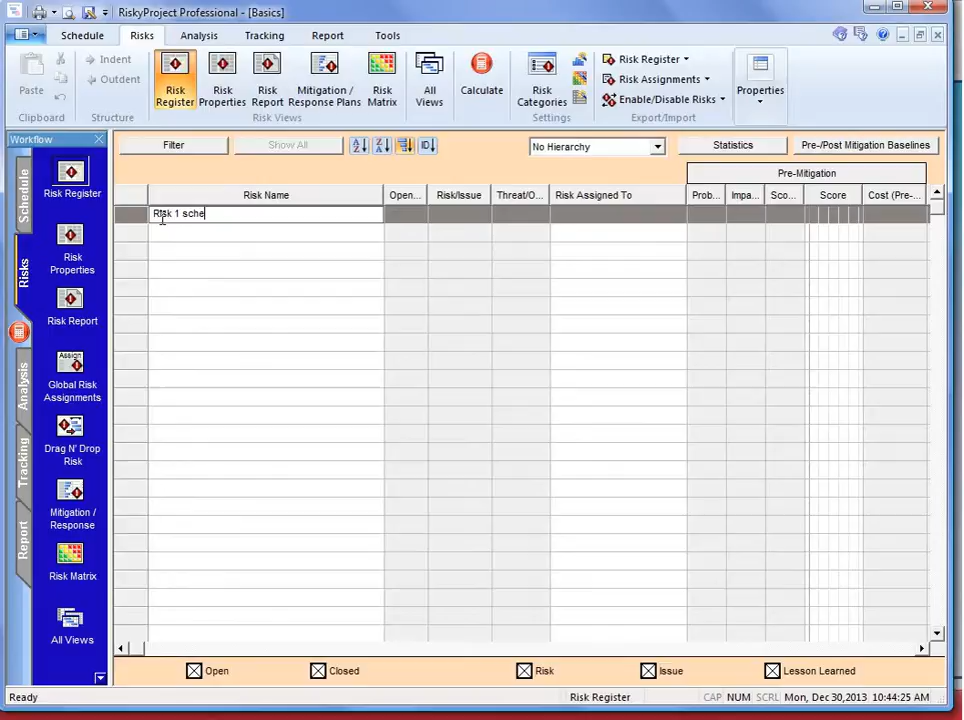 RiskyProject Professional - [Basics]
Schedule Risks Analysis Tracking Report Tools
Paste Indent Outdent
Risk Register
Risk Properties
Risk Report
Mitigation / Response Plans
Risk Matrix
All Views
Calculate
Risk Categories
Risk Register
Risk Assignments
Enable/Disable Risks
Properties
Clipboard Structure Risk Views Settings Export/Import
Workflow
Filter Show All No Hierarchy Statistics Pre-/Post Mitigation Baselines
Pre-Mitigation
Risk Name Open... Risk/Issue Threat/O... Risk Assigned To Prob... Impa... Sco... Score Cost (Pre-...
Risk 1 sche
Schedule
Risks
Analysis
Tracking
Report
Risk Register
Risk
Properties
Risk Report
Assign
Global Risk
Assignments
Drag N' Drop
Risk
Mitigation /
Response
Risk Matrix
All Views
Open Closed Risk Issue Lesson Learned
Ready Risk Register CAP NUM SCRL Mon, Dec 30,2013 10:44:25 AM